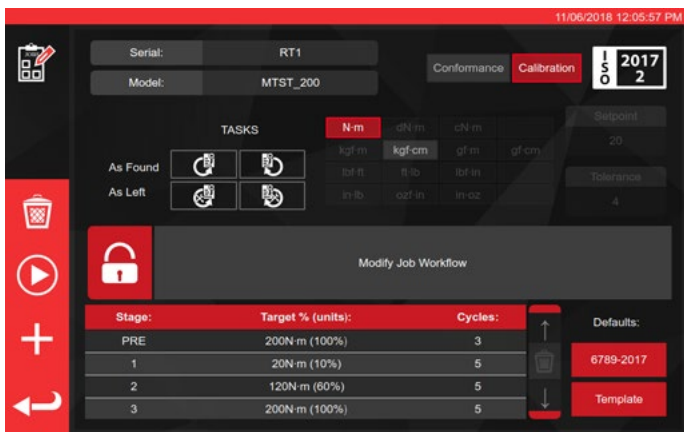 11/06/2018 12:05:57 PM
JOBS
Serial: RT1
Model: MTST_200
Conformance Calibration
ISO 2017 2
TASKS
As Found
As Left
N·m dN·m cN·m
kgf·m kgf·cm gf·m gf·cm
lbf·ft ft·lb lbf·in
in·lb ozf·in in·oz
Setpoint
20
Tolerance
4
Modify Job Workflow
Stage: Target % (units): Cycles:
PRE 200N·m (100%) 3
1 20N·m (10%) 5
2 120N·m (60%) 5
3 200N·m (100%) 5
Defaults:
6789-2017
Template